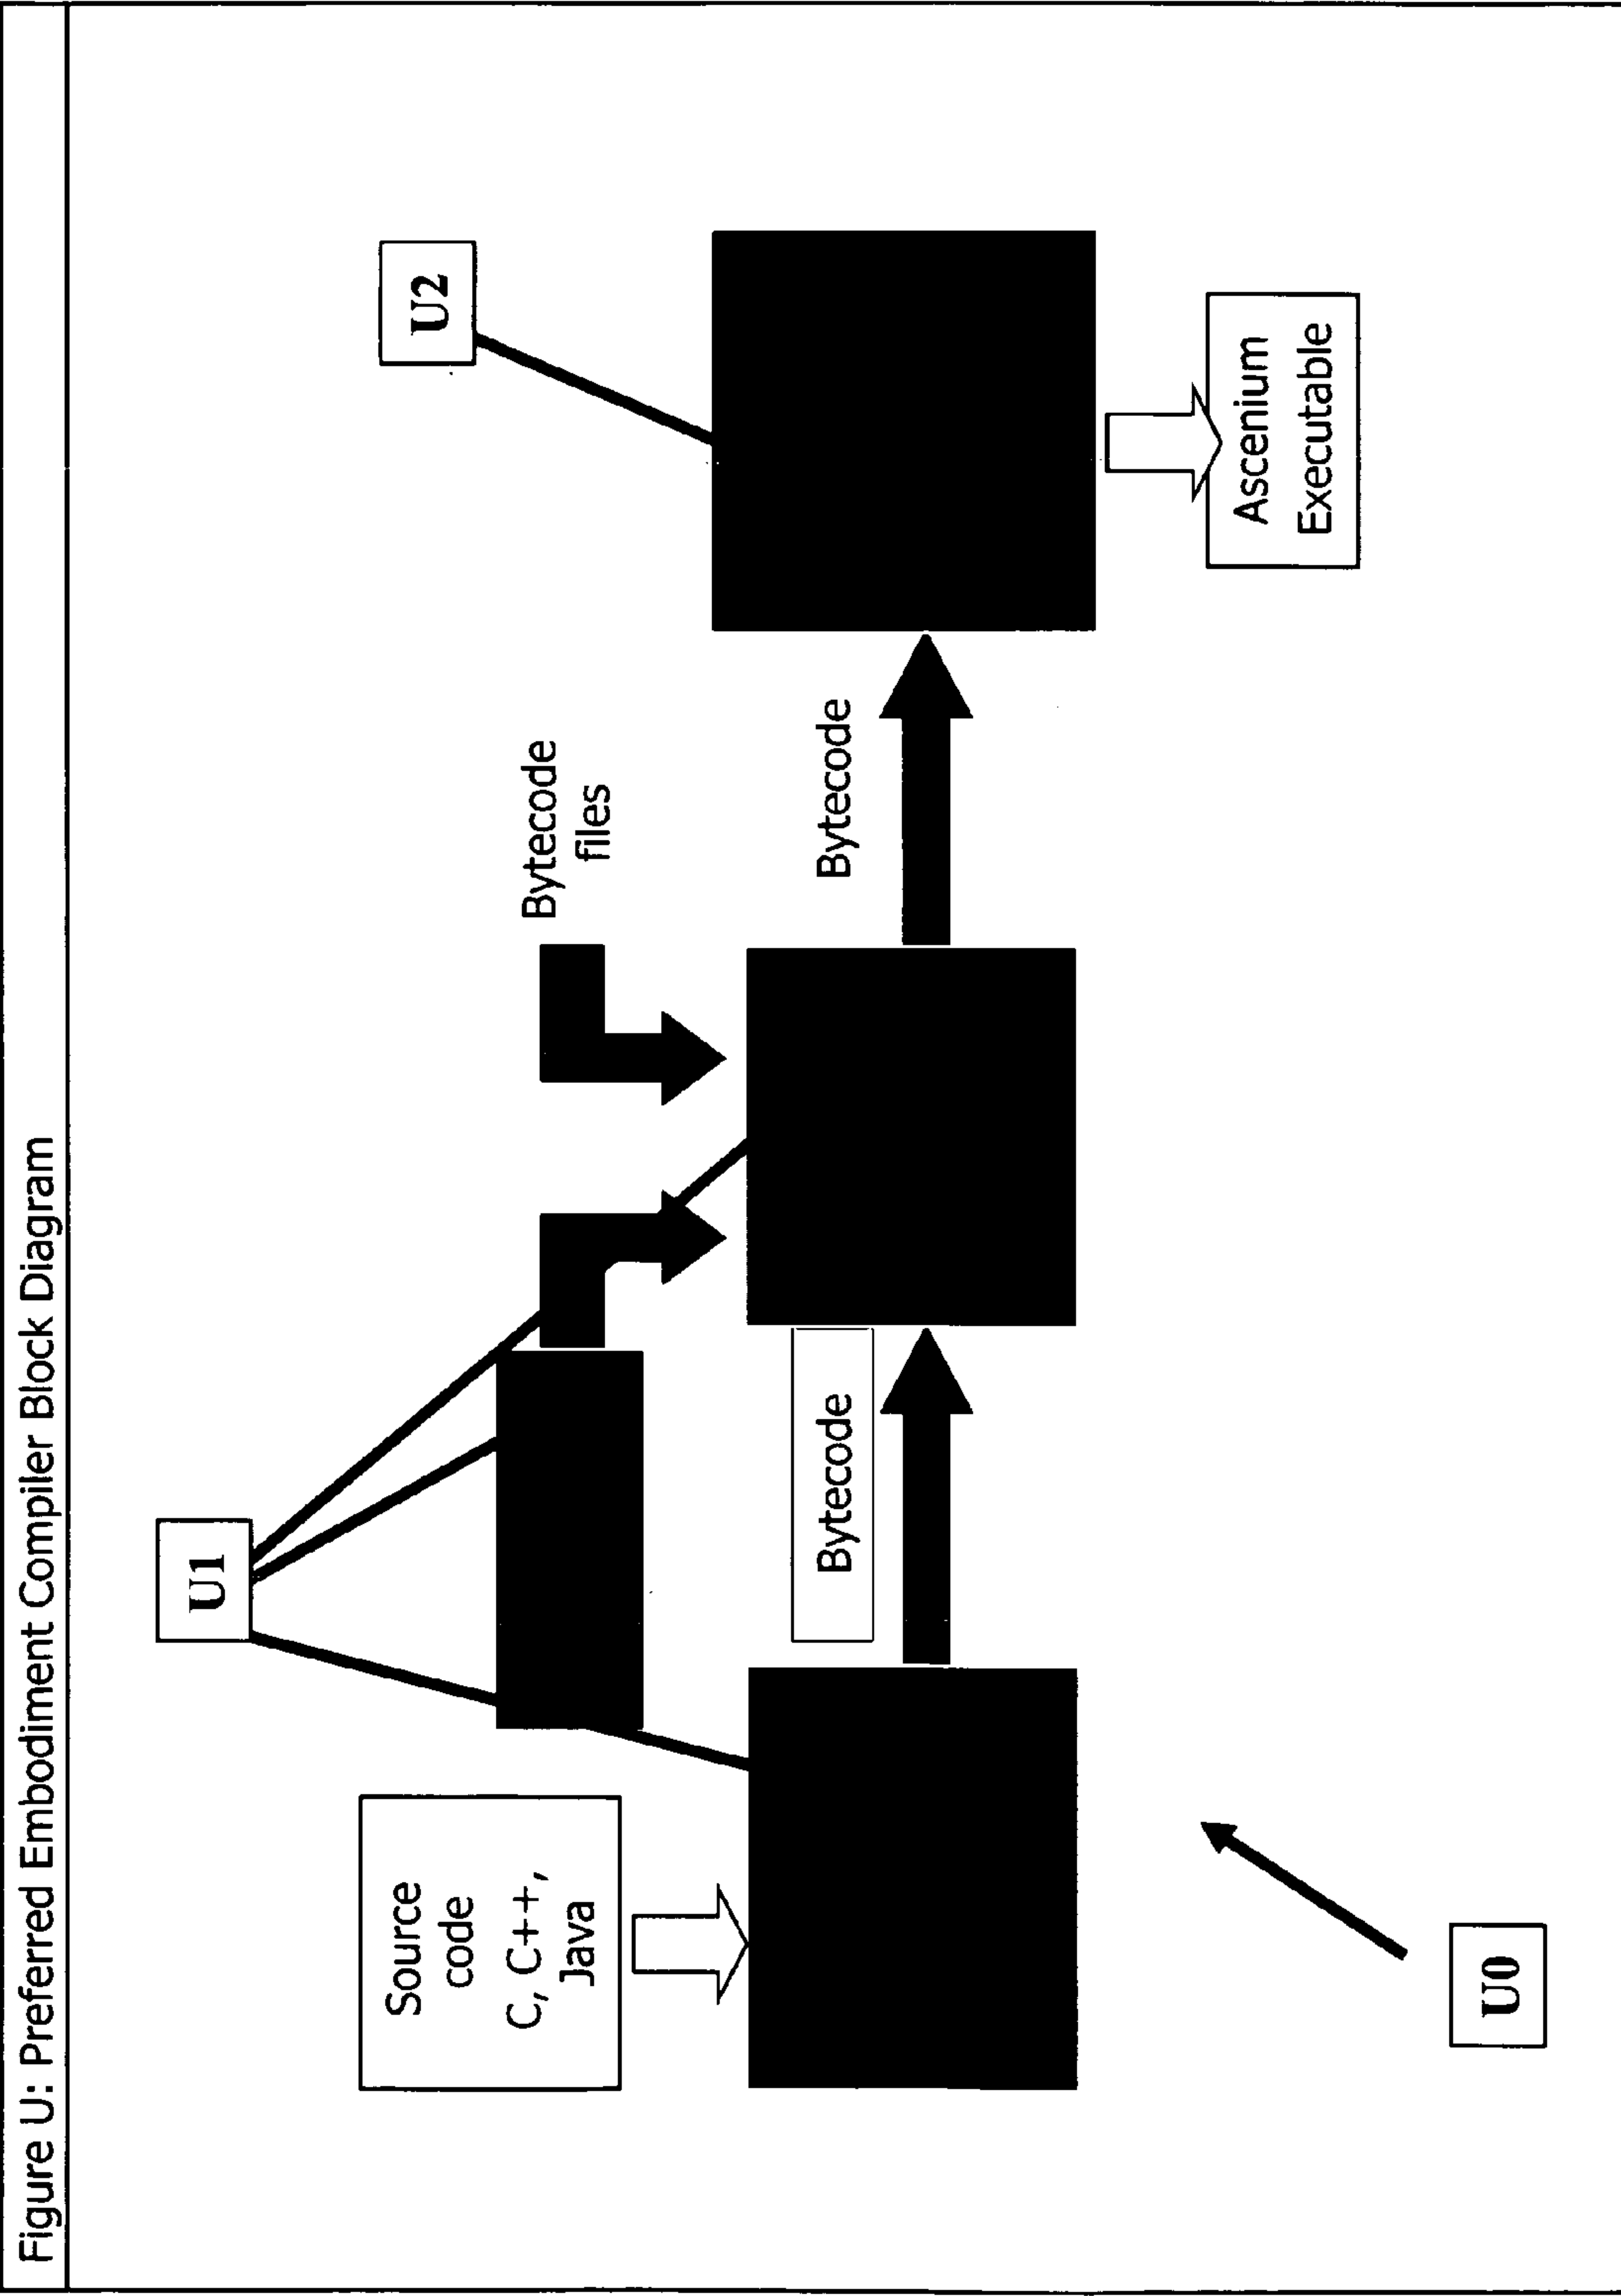 Figure U: Preferred Embodiment Compiler Block Diagram
U1
U2
Source
code
C, C++,
Java
Bytecode
files
Bytecode
Bytecode
Ascenium
Executable
U0